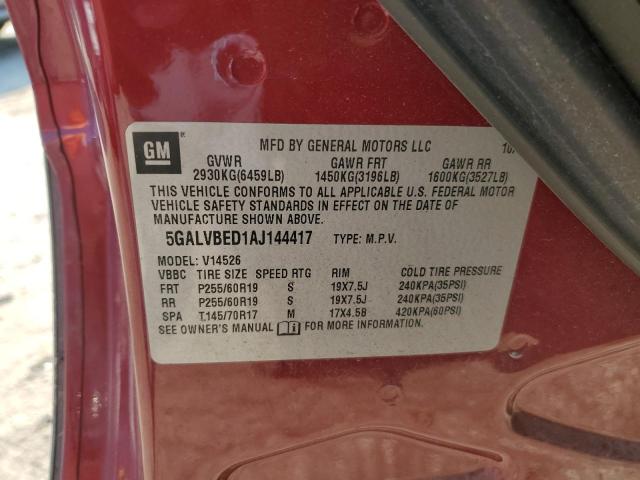 GM MFD BY GENERAL MOTORS LLC 10/
GVWR GAWR FRT GAWR RR
2930KG(6459LB) 1450KG(3196LB) 1600KG(3527LB)
THIS VEHICLE CONFORMS TO ALL APPLICABLE U.S. FEDERAL MOTOR
VEHICLE SAFETY STANDARDS IN EFFECT ON THE DATE OF
MANUFACTURE SHOWN ABOVE.
5GALVBED1AJ144417 TYPE: M.P.V.
MODEL: V14526
VBBC TIRE SIZE SPEED RTG RIM COLD TIRE PRESSURE
FRT P255/60R19 S 19X7.5J 240KPA(35PSI)
RR P255/60R19 S 19X7.5J 240KPA(35PSI)
SPA T145/70R17 M 17X4.5B 420KPA(60PSI)
SEE OWNER'S MANUAL FOR MORE INFORMATION.